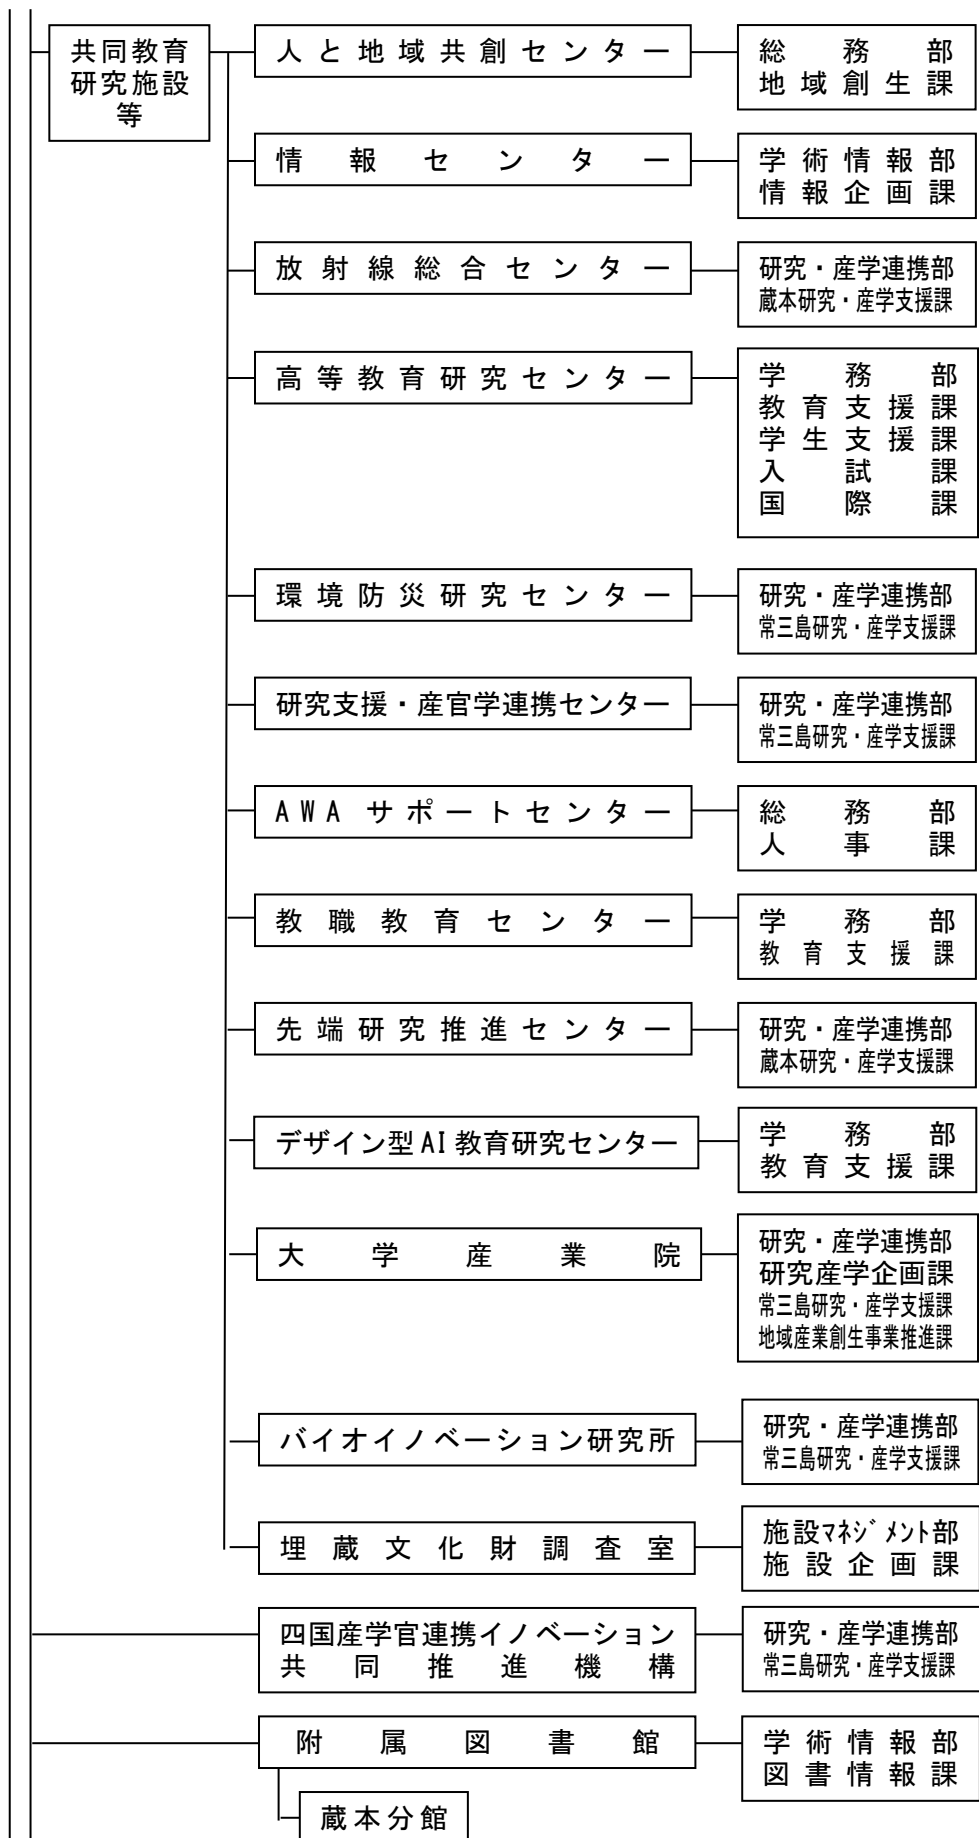 共同教育
研究施設
等
人と地域共創センター
総務部
地域創生課
情報センター
学術情報部
情報企画課
放射線総合センター
研究・産学連携部
蔵本研究・産学支援課
高等教育研究センター
学務部
教育支援課
学生支援課
入試課
国際課
環境防災研究センター
研究・産学連携部
常三島研究・産学支援課
研究支援・産官学連携センター
研究・産学連携部
常三島研究・産学支援課
AWAサポートセンター
総務部
人事課
教職教育センター
学務部
教育支援課
先端研究推進センター
研究・産学連携部
蔵本研究・産学支援課
デザイン型AI教育研究センター
学務部
教育支援課
大学産業院
研究・産学連携部
研究産学企画課
常三島研究・産学支援課
地域産業創生事業推進課
バイオイノベーション研究所
研究・産学連携部
常三島研究・産学支援課
埋蔵文化財調査室
施設ﾏﾈｼﾞﾒﾝﾄ部
施設企画課
四国産学官連携イノベーション
共同推進機構
研究・産学連携部
常三島研究・産学支援課
附属図書館
学術情報部
図書情報課
蔵本分館